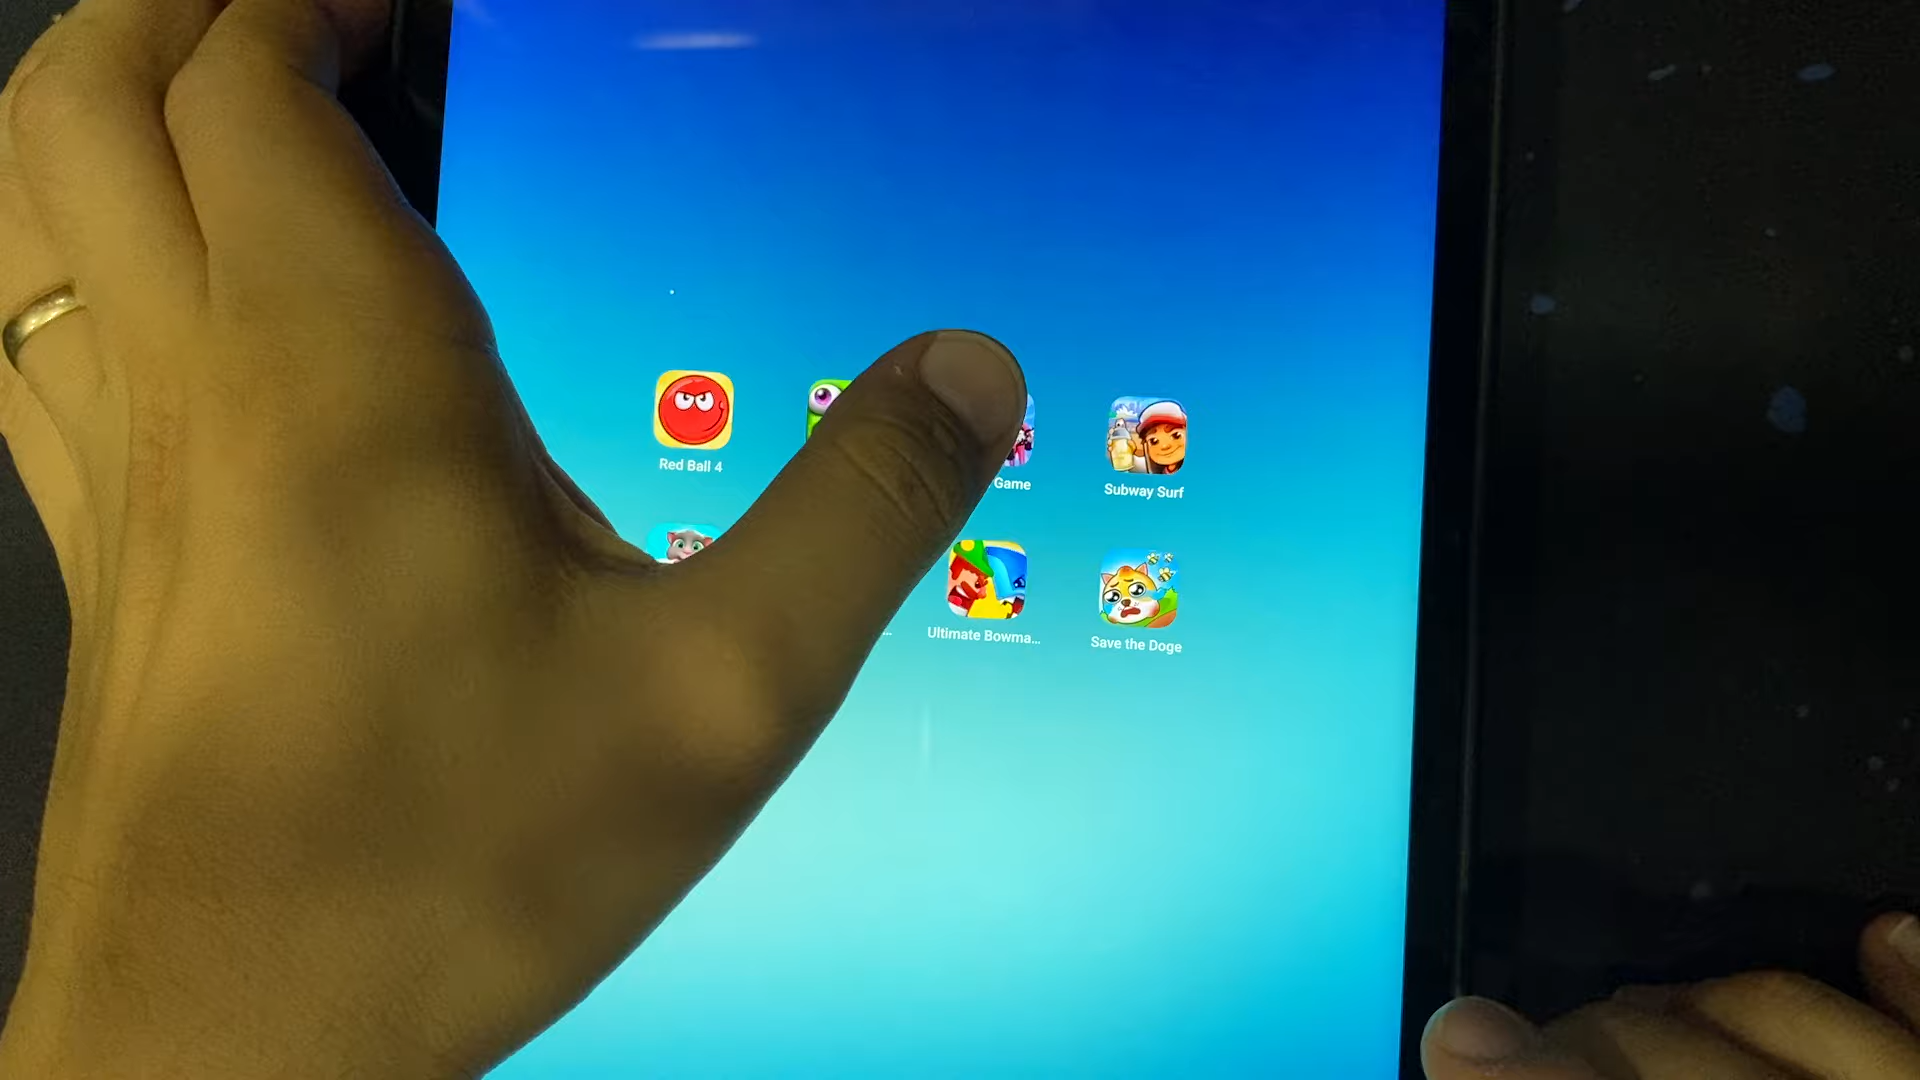 Red Ball 4
Game
Subway Surf
...
Ultimate Bowma...
Save the Doge